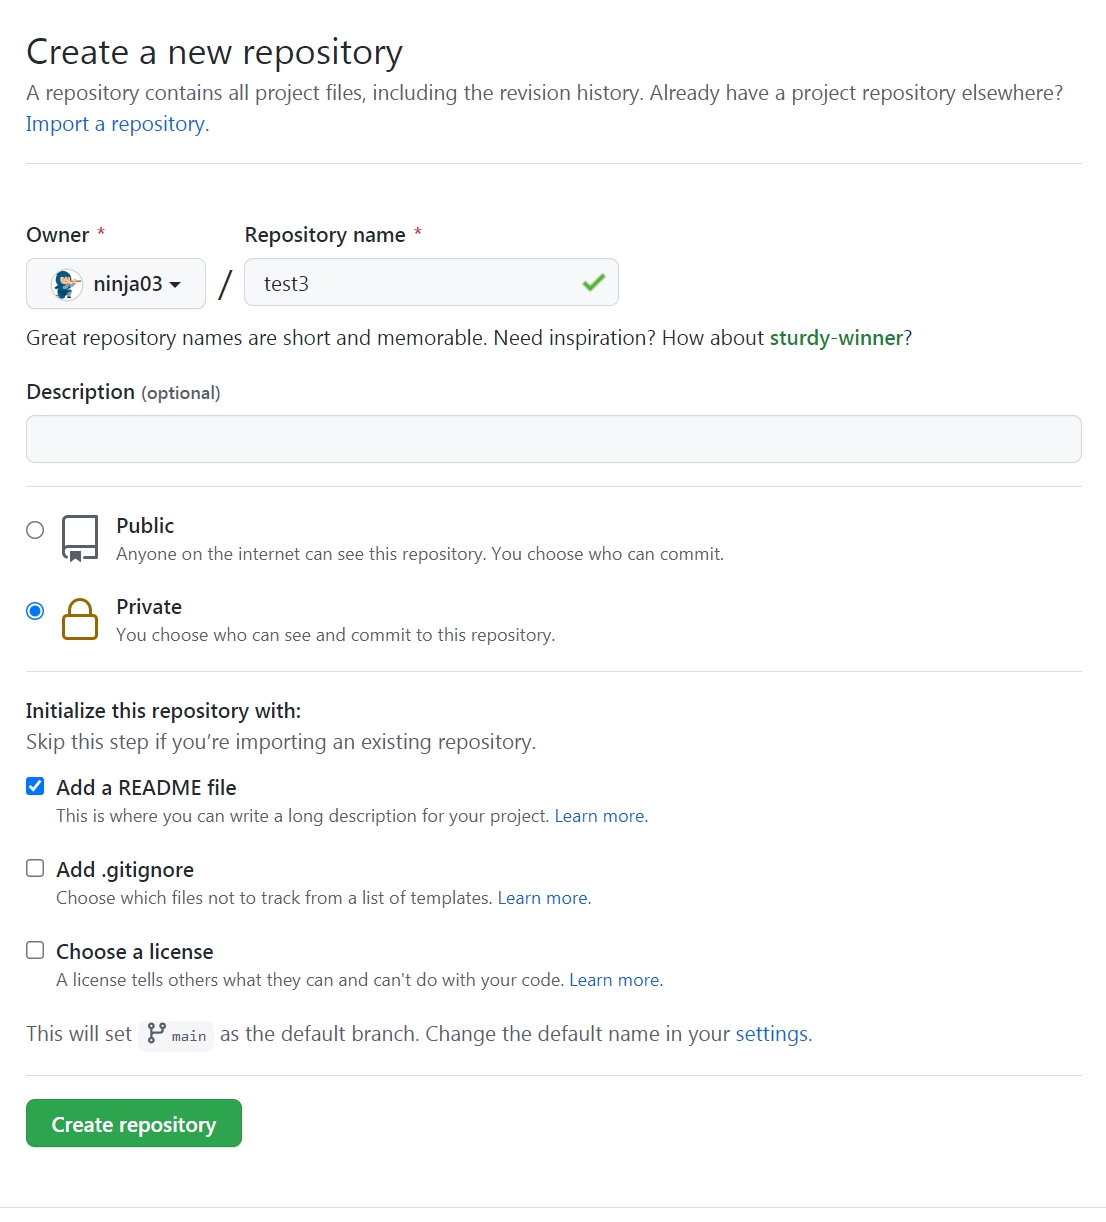 Create a new repository
A repository contains all project files, including the revision history. Already have a project repository elsewhere?
Import a repository.
Owner * Repository name *
ninja03 / test3
Great repository names are short and memorable. Need inspiration? How about sturdy-winner?
Description (optional)
Public
Anyone on the internet can see this repository. You choose who can commit.
Private
You choose who can see and commit to this repository.
Initialize this repository with:
Skip this step if you’re importing an existing repository.
Add a README file
This is where you can write a long description for your project. Learn more.
Add .gitignore
Choose which files not to track from a list of templates. Learn more.
Choose a license
A license tells others what they can and can't do with your code. Learn more.
This will set main as the default branch. Change the default name in your settings.
Create repository